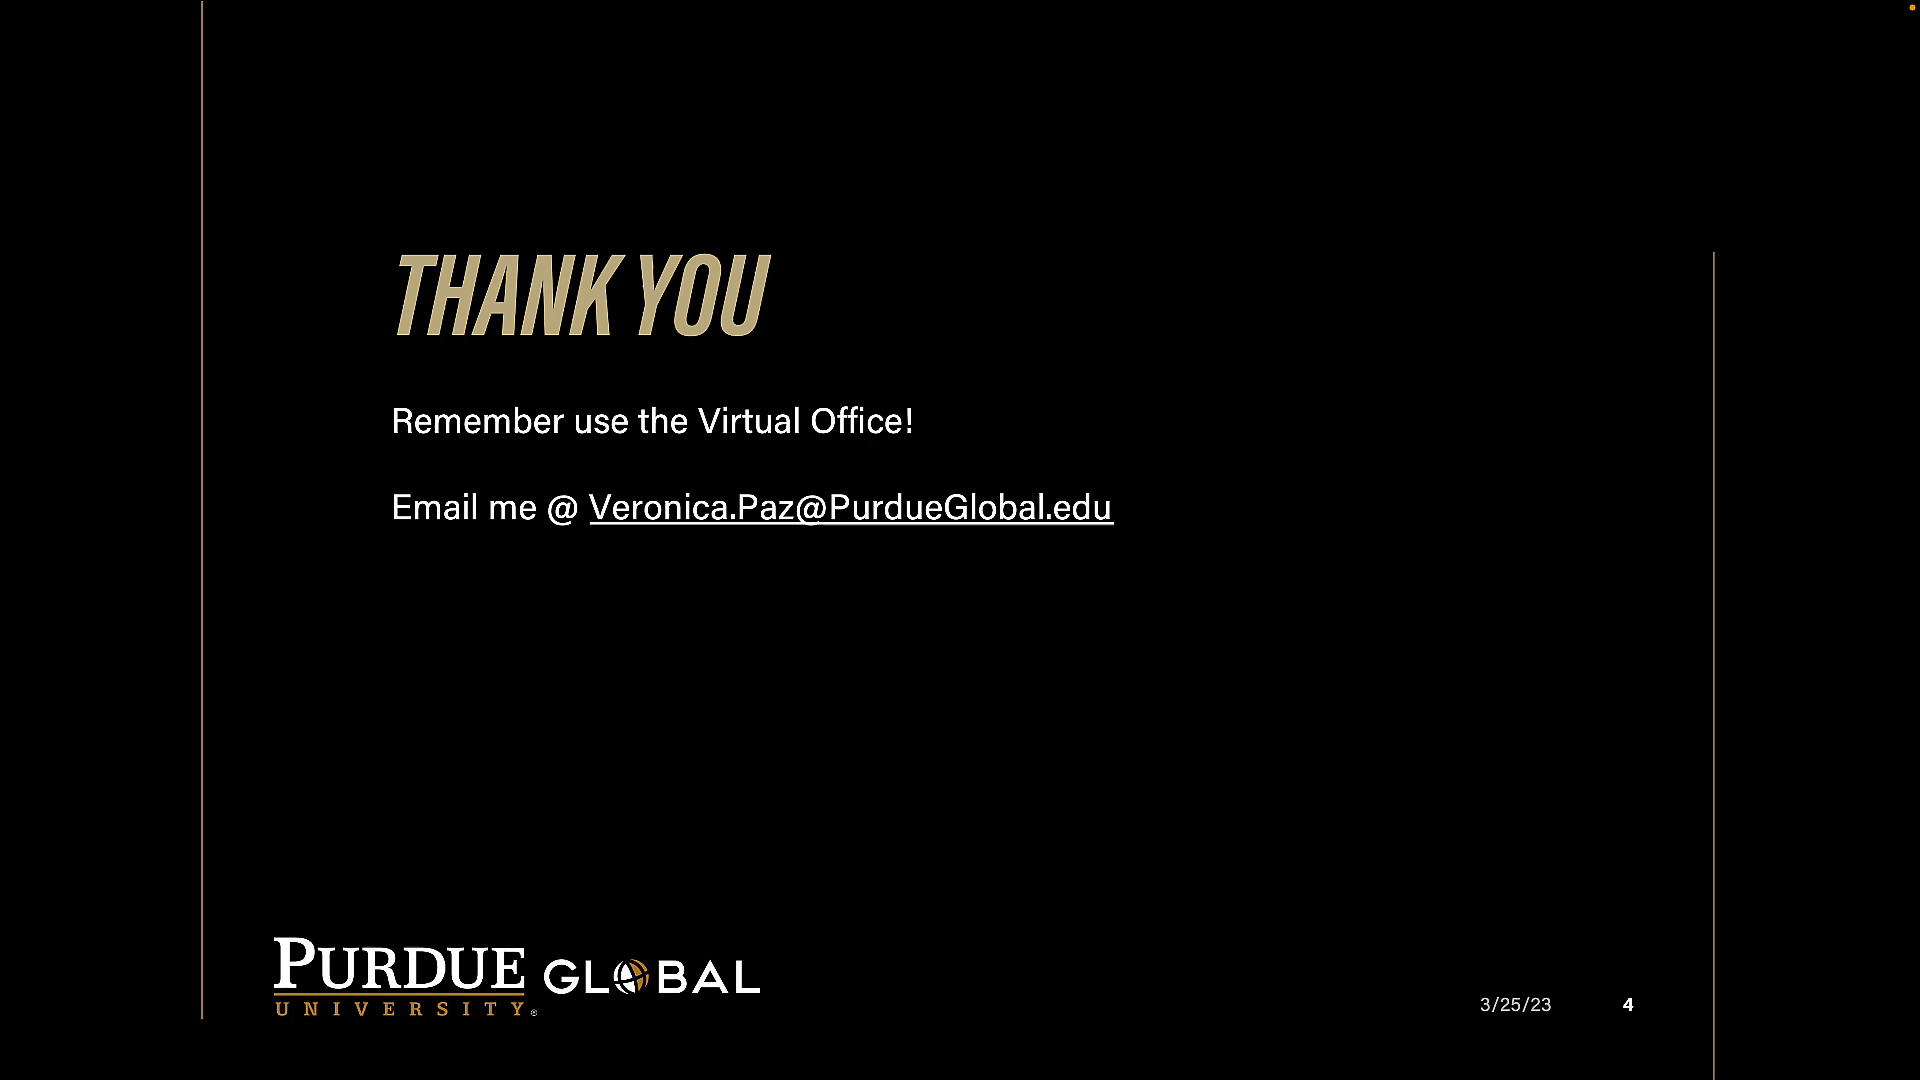 THANK YOU
Remember use the Virtual Office!
Email me @ Veronica.Paz@PurdueGlobal.edu
PURDUE GLOBAL
UNIVERSITY®
3/25/23 4